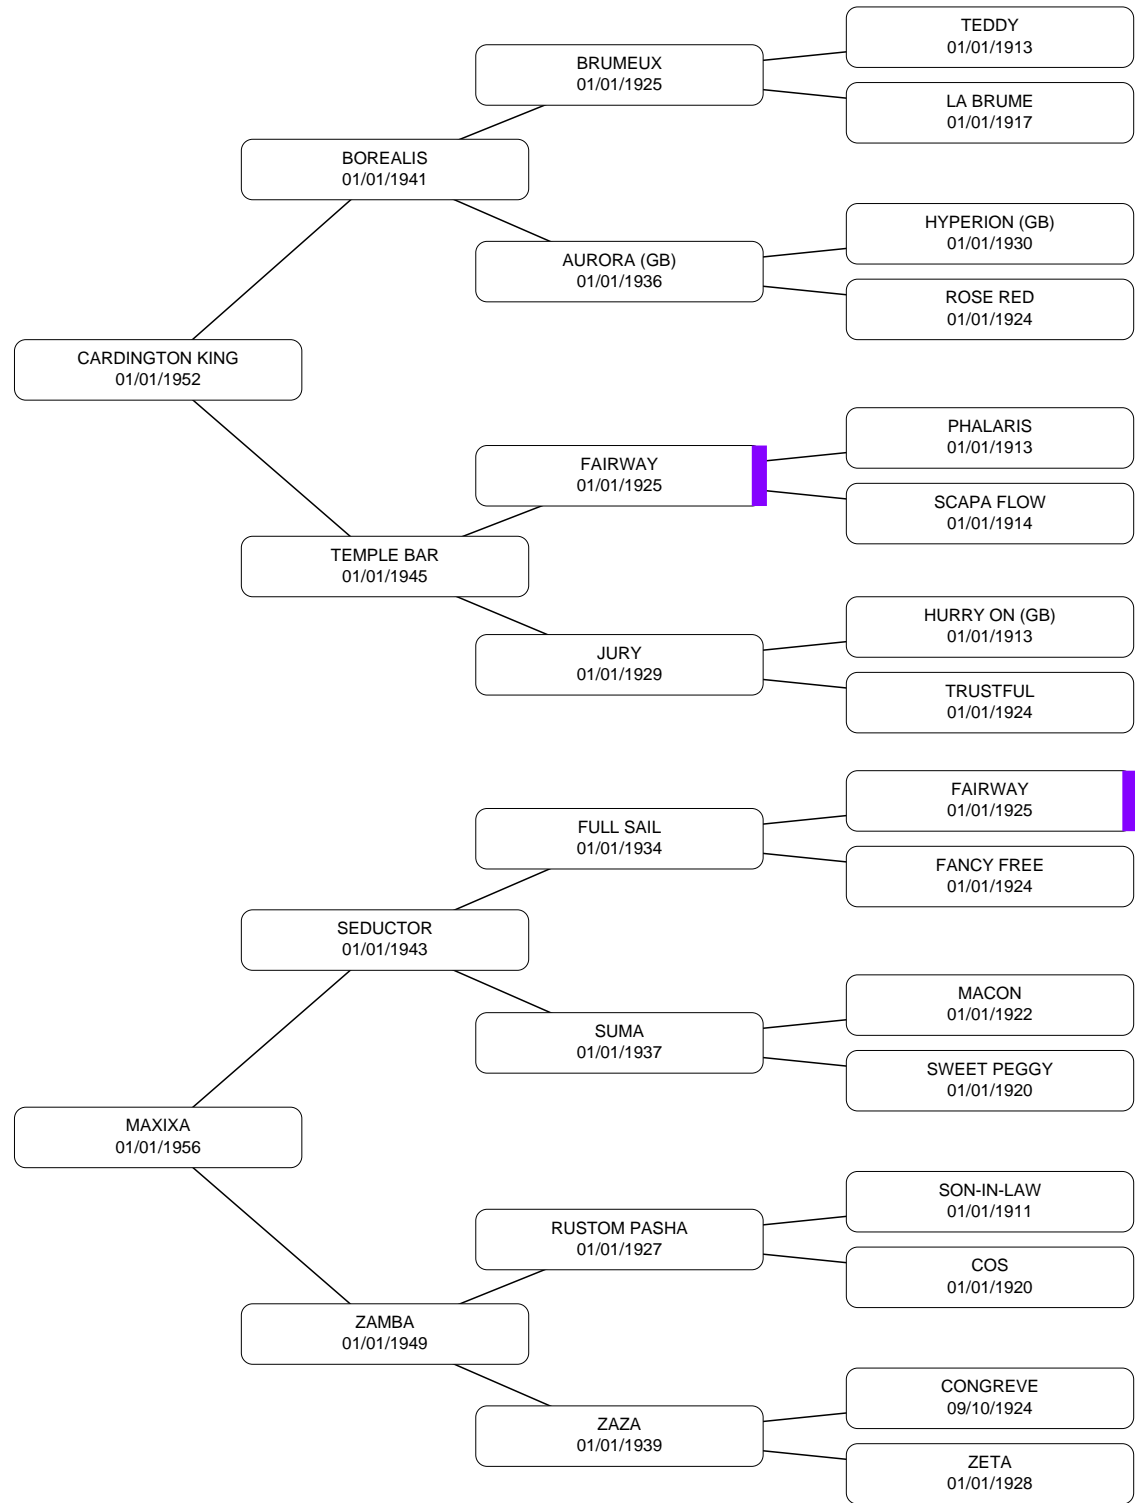 TEDDY
01/01/1913
BRUMEUX
01/01/1925
LA BRUME
01/01/1917
BOREALIS
01/01/1941
HYPERION (GB)
01/01/1930
AURORA (GB)
01/01/1936
ROSE RED
01/01/1924
CARDINGTON KING
01/01/1952
PHALARIS
01/01/1913
FAIRWAY
01/01/1925
SCAPA FLOW
01/01/1914
TEMPLE BAR
01/01/1945
HURRY ON (GB)
01/01/1913
JURY
01/01/1929
TRUSTFUL
01/01/1924
FAIRWAY
01/01/1925
FULL SAIL
01/01/1934
FANCY FREE
01/01/1924
SEDUCTOR
01/01/1943
MACON
01/01/1922
SUMA
01/01/1937
SWEET PEGGY
01/01/1920
MAXIXA
01/01/1956
SON-IN-LAW
01/01/1911
RUSTOM PASHA
01/01/1927
COS
01/01/1920
ZAMBA
01/01/1949
CONGREVE
09/10/1924
ZAZA
01/01/1939
ZETA
01/01/1928